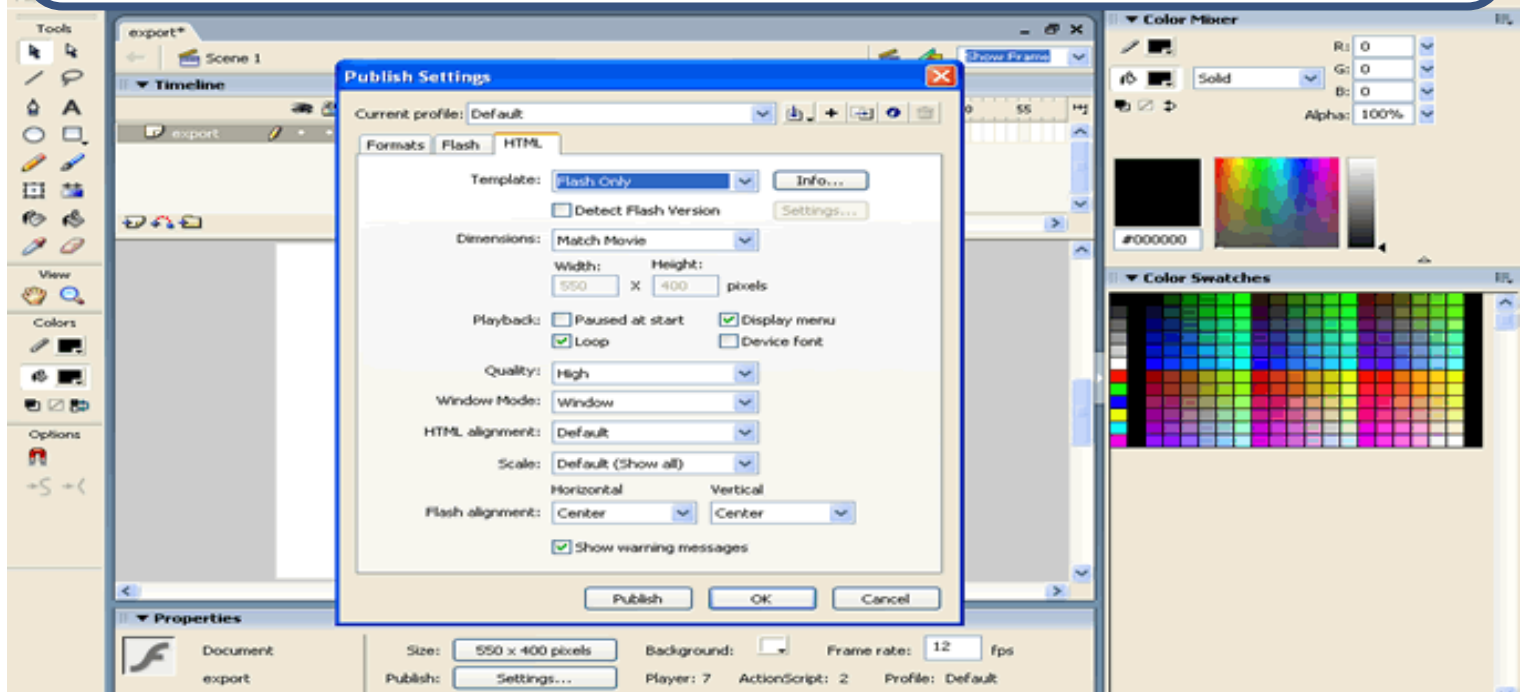 Tools
View
Colors
Options
export*
Scene 1
Show Frame
Timeline
export
55
Publish Settings
Current profile: Default
Formats Flash HTML
Template: Flash Only Info...
Detect Flash Version Settings...
Dimensions: Match Movie
Width: Height:
550 X 400 pixels
Playback: Paused at start Display menu
Loop Device font
Quality: High
Window Mode: Window
HTML alignment: Default
Scale: Default (Show all)
Horizontal Vertical
Flash alignment: Center Center
Show warning messages
Publish OK Cancel
Properties
Document Size: 550 x 400 pixels Background: Frame rate: 12 fps
export Publish: Settings... Player: 7 ActionScript: 2 Profile: Default
Color Mixer
R: 0
Solid G: 0
B: 0
Alpha: 100%
#000000
Color Swatches